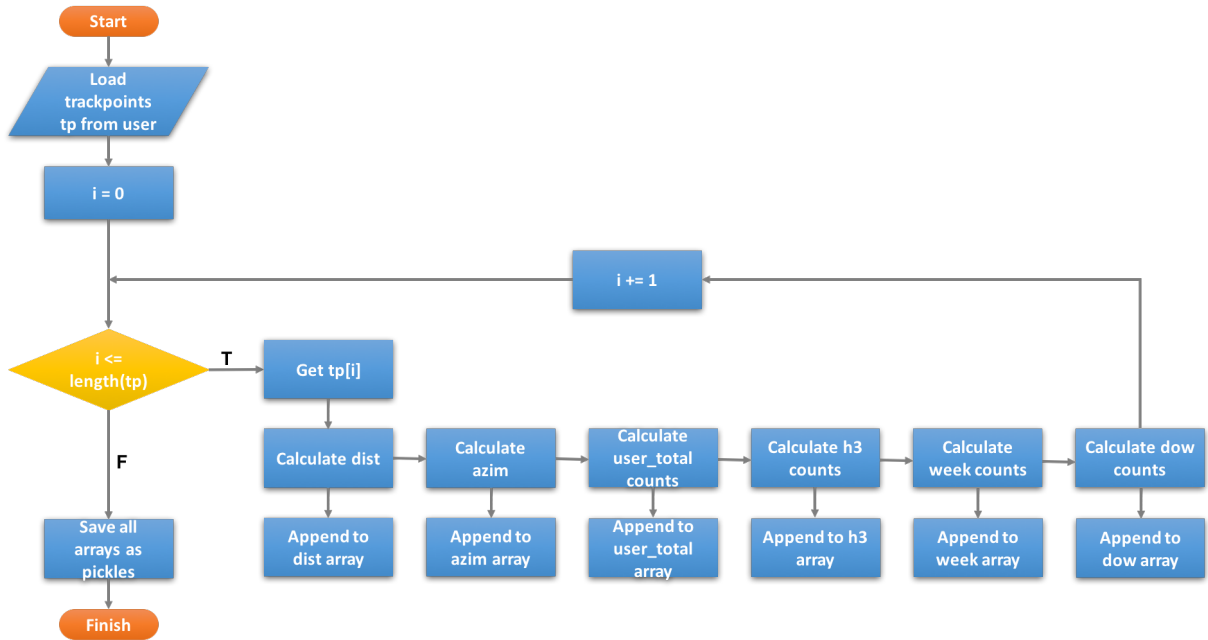 Start
Load
trackpoints
tp from user
i = 0
i += 1
i <=
length(tp)
T
Get tp[i]
F
Calculate dist
Calculate
azim
Calculate
user_total
counts
Calculate h3
counts
Calculate
week counts
Calculate dow
counts
Append to
dist array
Append to
azim array
Append to
user_total
array
Append to h3
array
Append to
week array
Append to
dow array
Save all
arrays as
pickles
Finish